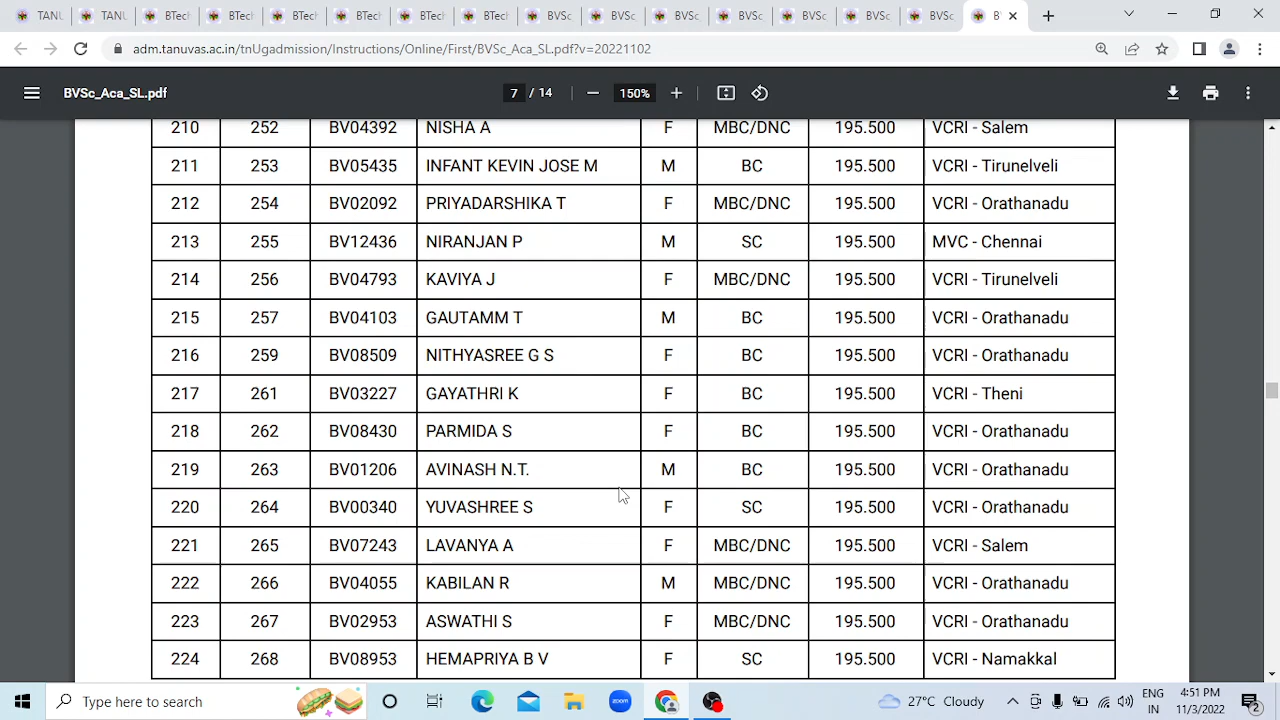 TANU TANU BTech BTech BTech BTech BTech BTech BVSc BVSc BVSc BVSc BVSc BVSc BVSc B
adm.tanuvas.ac.in/tnUgadmission/Instructions/Online/First/BVSc_Aca_SL.pdf?v=20221102
BVSc_Aca_SL.pdf 7 / 14 150%
210 252 BV04392 NISHA A F MBC/DNC 195.500 VCRI - Salem
211 253 BV05435 INFANT KEVIN JOSE M M BC 195.500 VCRI - Tirunelveli
212 254 BV02092 PRIYADARSHIKA T F MBC/DNC 195.500 VCRI - Orathanadu
213 255 BV12436 NIRANJAN P M SC 195.500 MVC - Chennai
214 256 BV04793 KAVIYA J F MBC/DNC 195.500 VCRI - Tirunelveli
215 257 BV04103 GAUTAMM T M BC 195.500 VCRI - Orathanadu
216 259 BV08509 NITHYASREE G S F BC 195.500 VCRI - Orathanadu
217 261 BV03227 GAYATHRI K F BC 195.500 VCRI - Theni
218 262 BV08430 PARMIDA S F BC 195.500 VCRI - Orathanadu
219 263 BV01206 AVINASH N.T. M BC 195.500 VCRI - Orathanadu
220 264 BV00340 YUVASHREE S F SC 195.500 VCRI - Orathanadu
221 265 BV07243 LAVANYA A F MBC/DNC 195.500 VCRI - Salem
222 266 BV04055 KABILAN R M MBC/DNC 195.500 VCRI - Orathanadu
223 267 BV02953 ASWATHI S F MBC/DNC 195.500 VCRI - Orathanadu
224 268 BV08953 HEMAPRIYA B V F SC 195.500 VCRI - Namakkal
Type here to search zoom 27°C Cloudy ENG 4:51 PM
IN 11/3/2022 2